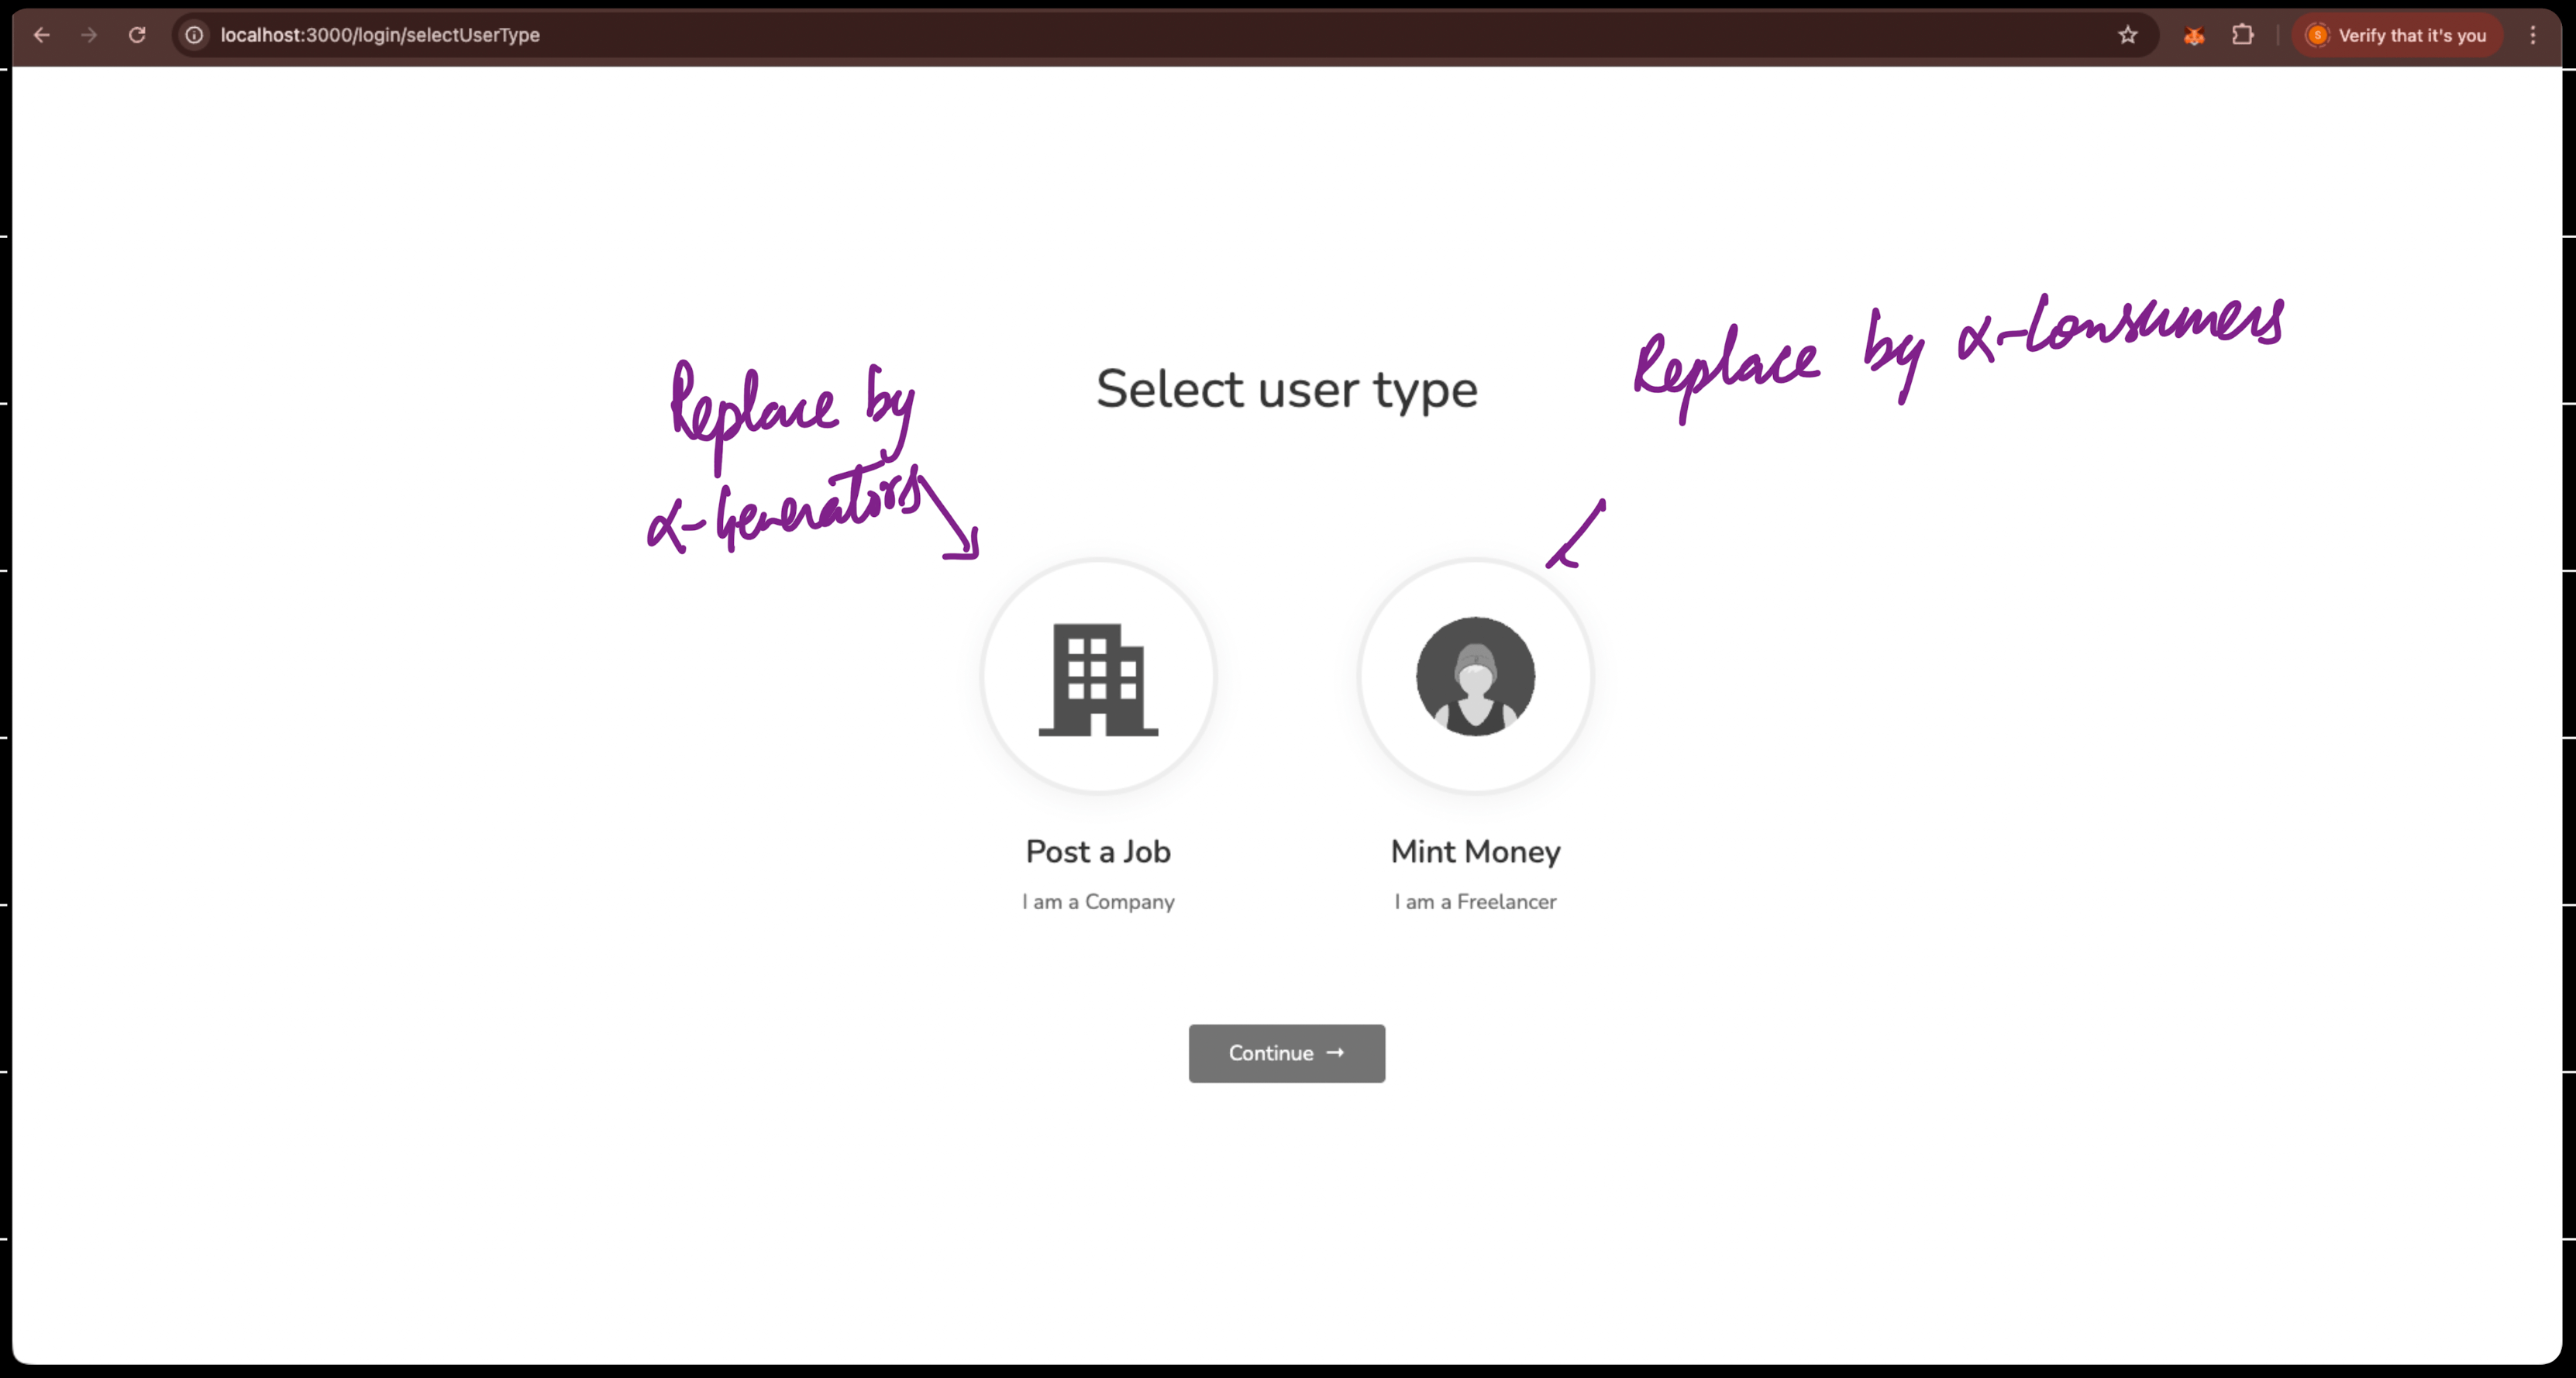 localhost:3000/login/selectUserType
Verify that it's you
Select user type
Replace by
α-Generators
Replace by α-Consumers
Post a Job
I am a Company
Mint Money
I am a Freelancer
Continue →